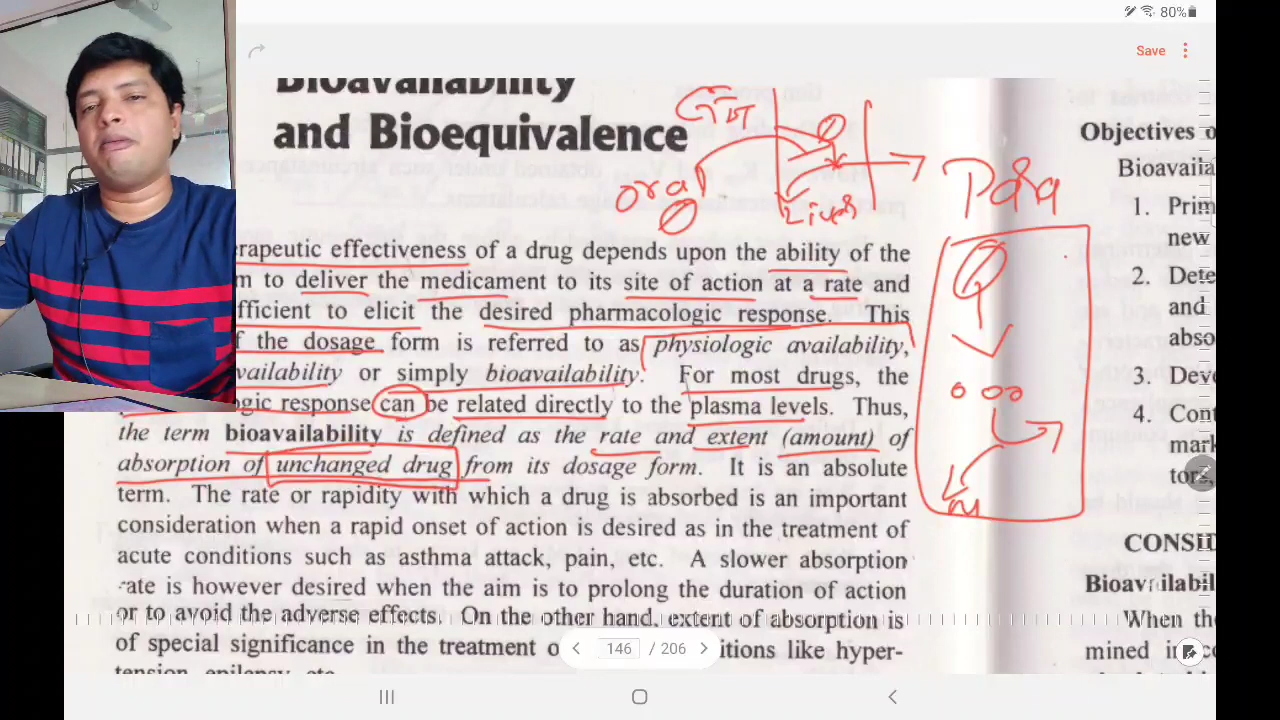 80%
Save
Bioavailability
and Bioequivalence
GIT
oral
Liver
Para
erapeutic effectiveness of a drug depends upon the ability of the
m to deliver the medicament to its site of action at a rate and
fficient to elicit the desired pharmacologic response. This
f the dosage form is referred to as physiologic availability,
vailability or simply bioavailability. For most drugs, the
ogic response can be related directly to the plasma levels. Thus,
the term bioavailability is defined as the rate and extent (amount) of
absorption of unchanged drug from its dosage form. It is an absolute
term. The rate or rapidity with which a drug is absorbed is an important
consideration when a rapid onset of action is desired as in the treatment of
acute conditions such as asthma attack, pain, etc. A slower absorption
rate is however desired when the aim is to prolong the duration of action
or to avoid the adverse effects. On the other hand, extent of absorption is
of special significance in the treatment o itions like hyper-
tension, epilepsy, etc.
Objectives o
Bioavaila
1. Prim
new
2. Dete
and
abso
3. Deve
4. Cont
mark
tors,
CONSI
Bioavailabil
When the
mined in co
146 / 206